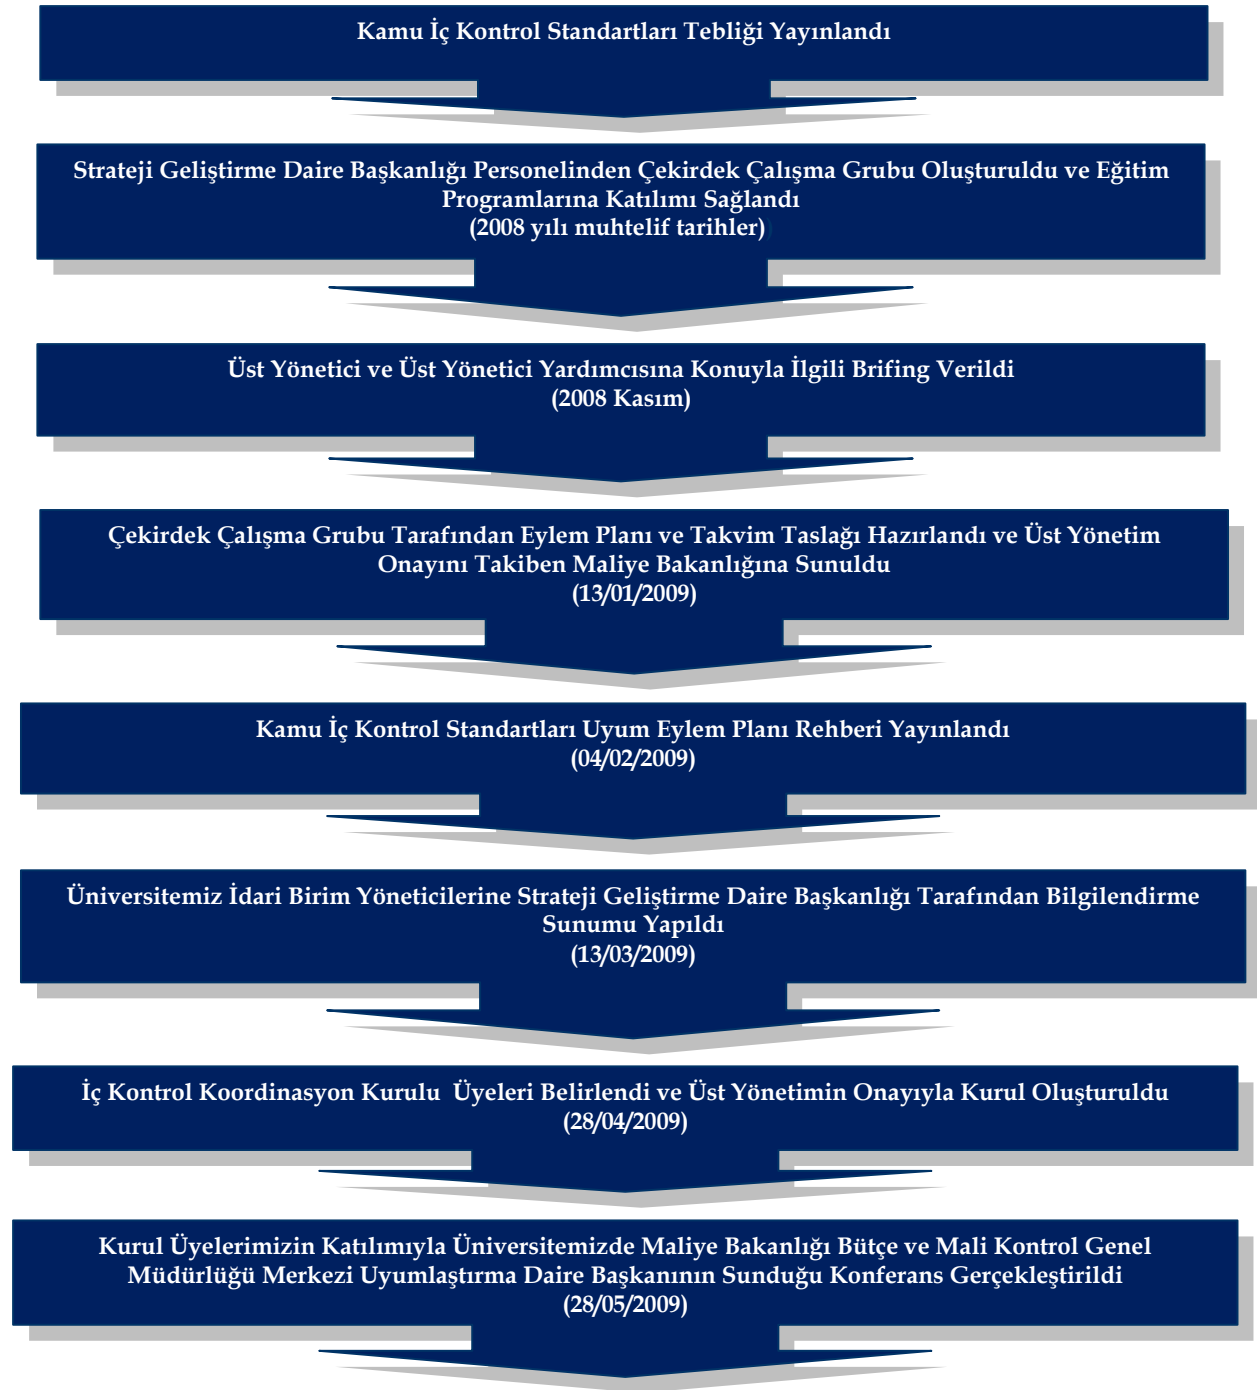 Kamu İç Kontrol Standartları Tebliği Yayınlandı
Strateji Geliştirme Daire Başkanlığı Personelinden Çekirdek Çalışma Grubu Oluşturuldu ve Eğitim
Programlarına Katılımı Sağlandı
(2008 yılı muhtelif tarihler)
Üst Yönetici ve Üst Yönetici Yardımcısına Konuyla İlgili Brifing Verildi
(2008 Kasım)
Çekirdek Çalışma Grubu Tarafından Eylem Planı ve Takvim Taslağı Hazırlandı ve Üst Yönetim
Onayını Takiben Maliye Bakanlığına Sunuldu
(13/01/2009)
Kamu İç Kontrol Standartları Uyum Eylem Planı Rehberi Yayınlandı
(04/02/2009)
Üniversitemiz İdari Birim Yöneticilerine Strateji Geliştirme Daire Başkanlığı Tarafından Bilgilendirme
Sunumu Yapıldı
(13/03/2009)
İç Kontrol Koordinasyon Kurulu Üyeleri Belirlendi ve Üst Yönetimin Onayıyla Kurul Oluşturuldu
(28/04/2009)
Kurul Üyelerimizin Katılımıyla Üniversitemizde Maliye Bakanlığı Bütçe ve Mali Kontrol Genel
Müdürlüğü Merkezi Uyumlaştırma Daire Başkanının Sunduğu Konferans Gerçekleştirildi
(28/05/2009)